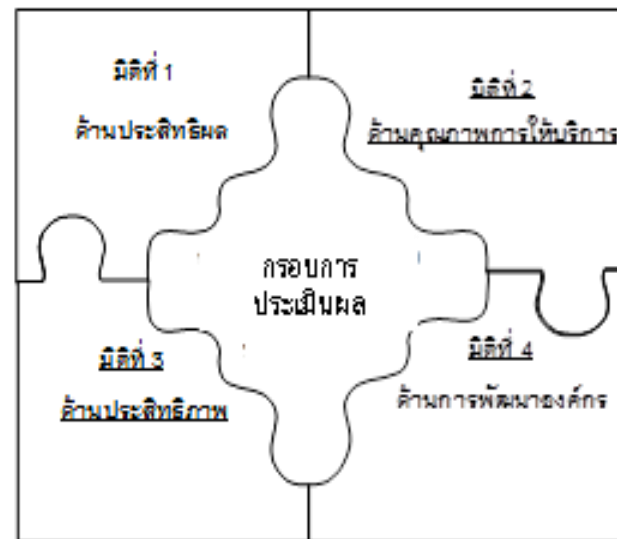 มิติที่ 1
ด้านประสิทธิผล
มิติที่ 2
ด้านคุณภาพการให้บริการ
กรอบการ
ประเมินผล
มิติที่ 3
ด้านประสิทธิภาพ
มิติที่ 4
ด้านการพัฒนาองค์กร